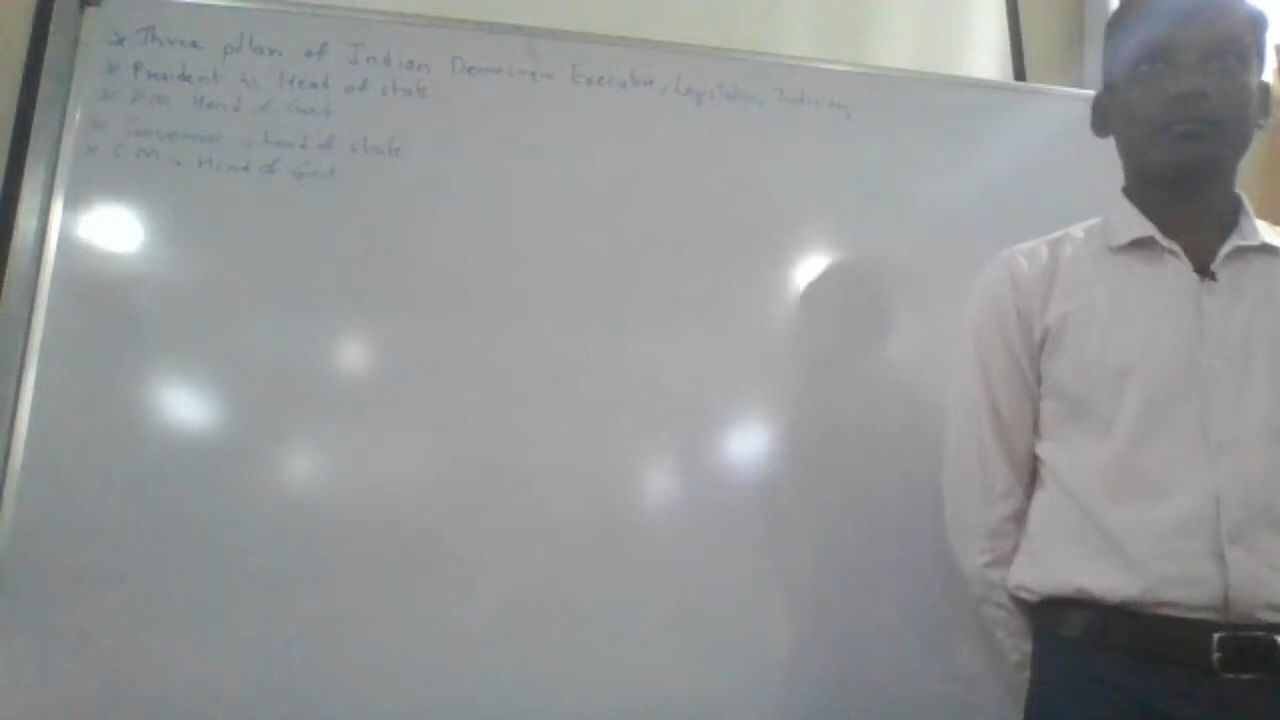 * Three pillar of Indian Democracy - Executive, Legislative, Judiciary
* President is Head of state
* P.M Head of Govt
* Governor - head of state
* C.M - Head of Govt